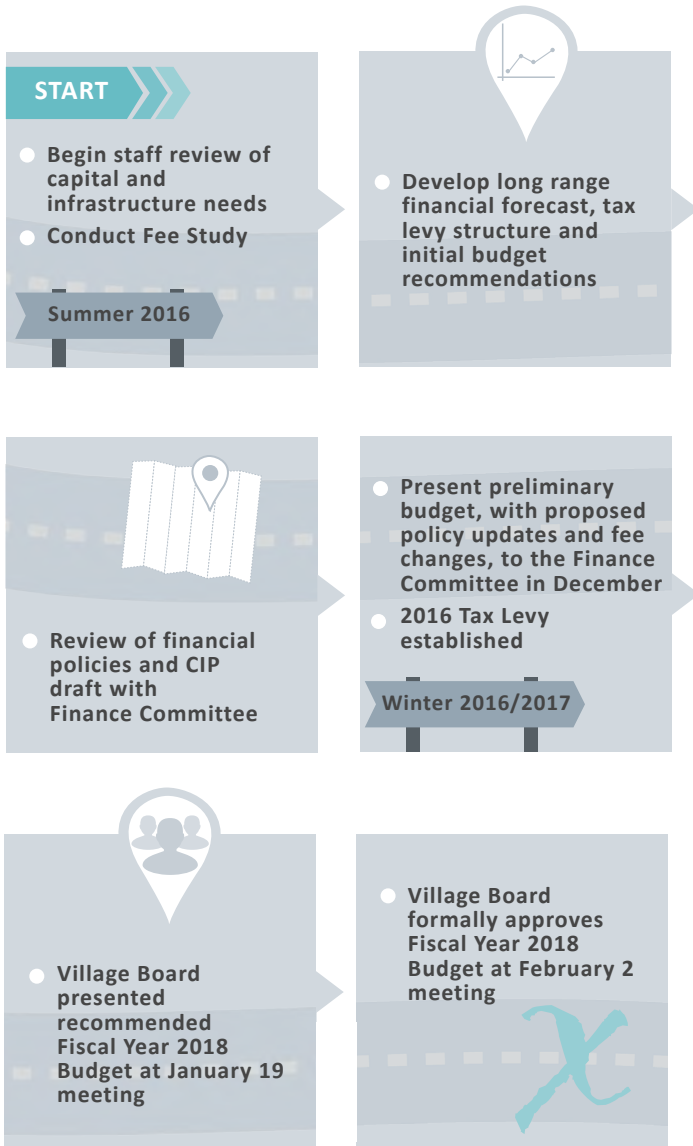 START
Begin staff review of
capital and
infrastructure needs
Conduct Fee Study
Summer 2016
Develop long range
financial forecast, tax
levy structure and
initial budget
recommendations
Review of financial
policies and CIP
draft with
Finance Committee
Present preliminary
budget, with proposed
policy updates and fee
changes, to the Finance
Committee in December
2016 Tax Levy
established
Winter 2016/2017
Village Board
presented
recommended
Fiscal Year 2018
Budget at January 19
meeting
Village Board
formally approves
Fiscal Year 2018
Budget at February 2
meeting
X